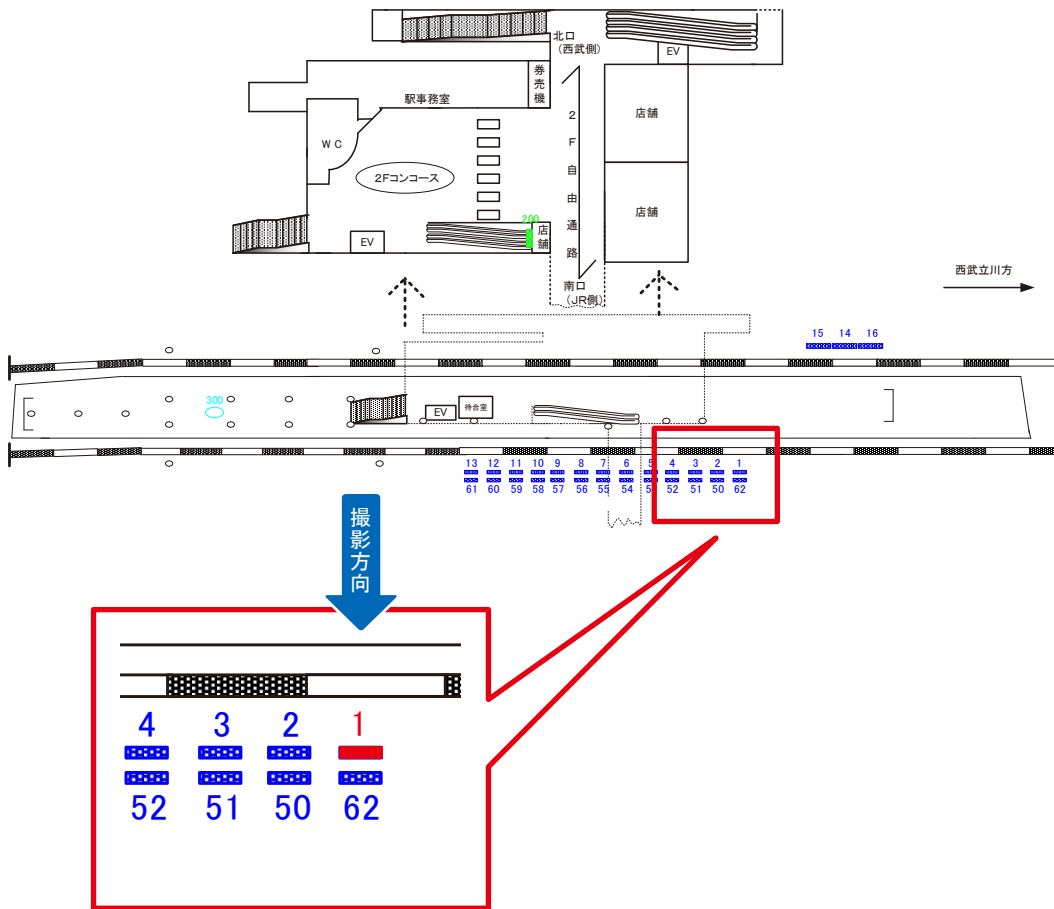 北口
（西武側）
EV
券売機
駅事務室
店舗
WC
2F自由通路
2Fコンコース
店舗
200
店舗
EV
南口
（JR側）
西武立川方
15 14 16
300
EV
待合室
13 12 11 10 9 8 7 6 5 4 3 2 1
61 60 59 58 57 56 55 54 52 51 50 62
撮影方向
4 3 2 1
52 51 50 62